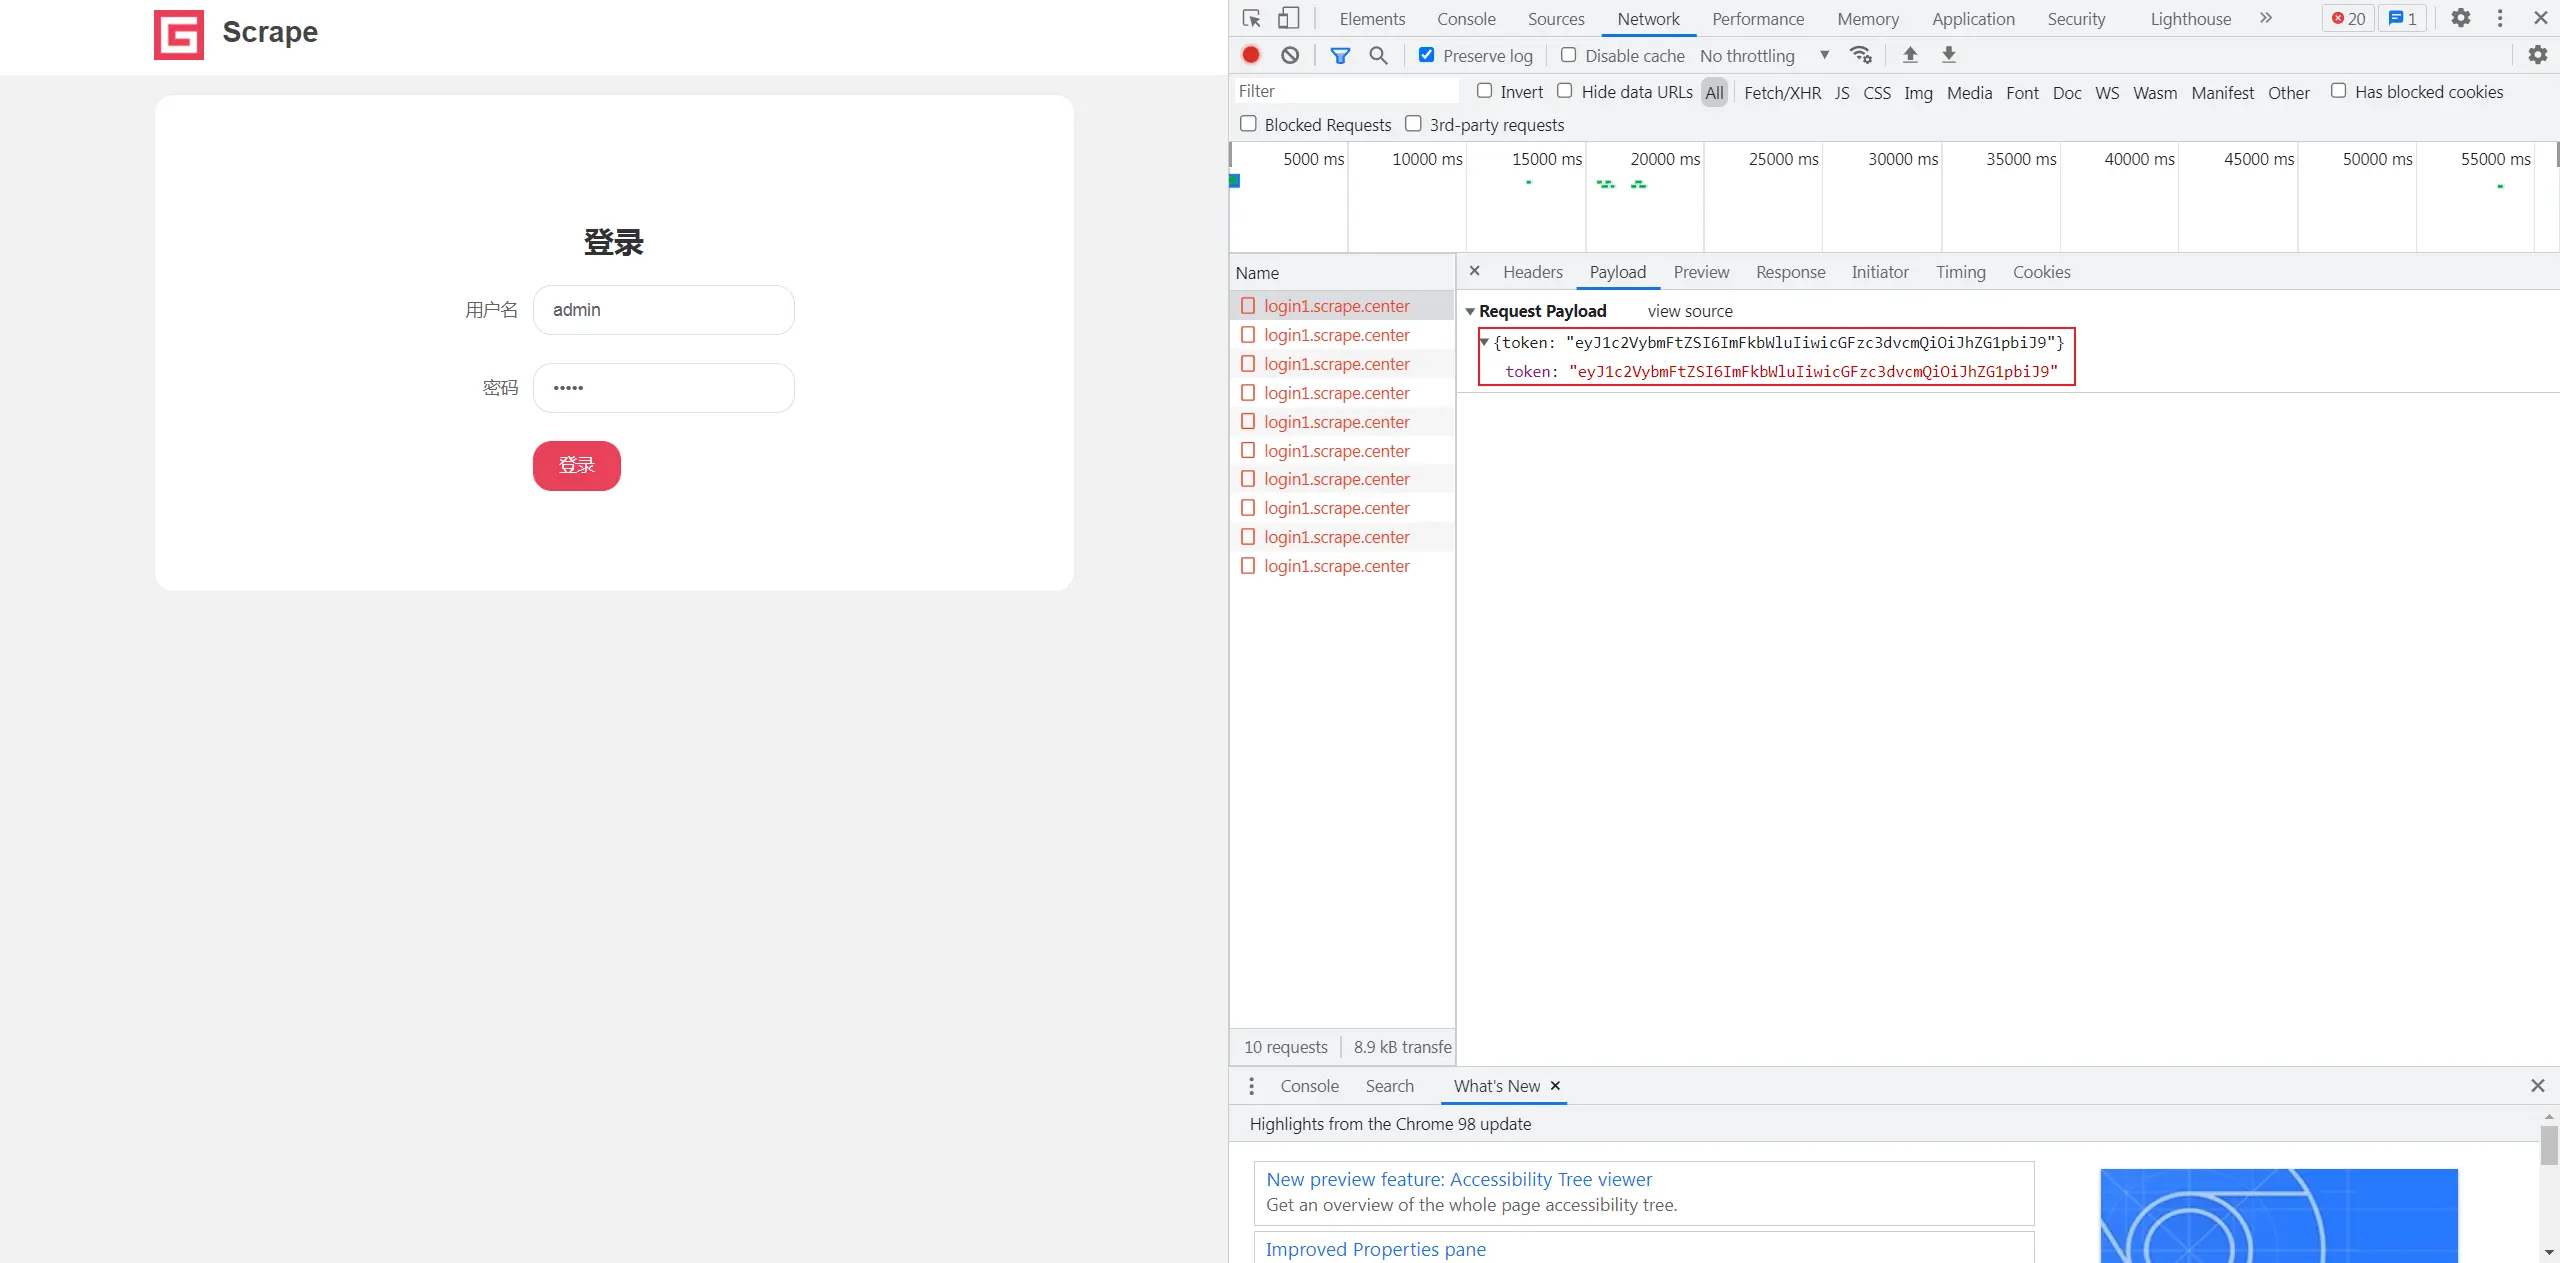 Scrape
登录
用户名 admin
密码 •••••
登录
Elements Console Sources Network Performance Memory Application Security Lighthouse » 20 1
Preserve log Disable cache No throttling
Filter Invert Hide data URLs All Fetch/XHR JS CSS Img Media Font Doc WS Wasm Manifest Other Has blocked cookies
Blocked Requests 3rd-party requests
5000 ms 10000 ms 15000 ms 20000 ms 25000 ms 30000 ms 35000 ms 40000 ms 45000 ms 50000 ms 55000 ms
Name
login1.scrape.center
login1.scrape.center
login1.scrape.center
login1.scrape.center
login1.scrape.center
login1.scrape.center
login1.scrape.center
login1.scrape.center
login1.scrape.center
login1.scrape.center
10 requests 8.9 kB transfe
Headers Payload Preview Response Initiator Timing Cookies
Request Payload view source
{token: "eyJ1c2VybmFtZSI6ImFkbWluIiwicGFzc3dvcmQiOiJhZG1pbiJ9"}
token: "eyJ1c2VybmFtZSI6ImFkbWluIiwicGFzc3dvcmQiOiJhZG1pbiJ9"
Console Search What's New
Highlights from the Chrome 98 update
New preview feature: Accessibility Tree viewer
Get an overview of the whole page accessibility tree.
Improved Properties pane